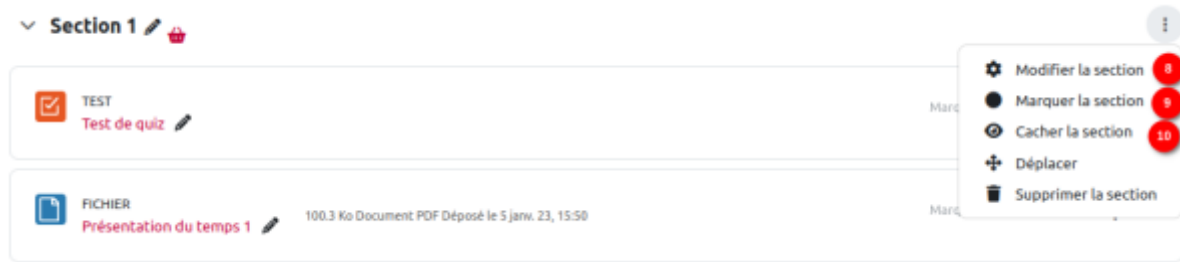 Section 1
Modifier la section 8
Marquer la section 9
Cacher la section 10
Déplacer
Supprimer la section
TEST
Test de quiz
Marq
FICHIER
Présentation du temps 1
100.3 Ko Document PDF Déposé le 5 janv. 23, 15:50
Marq